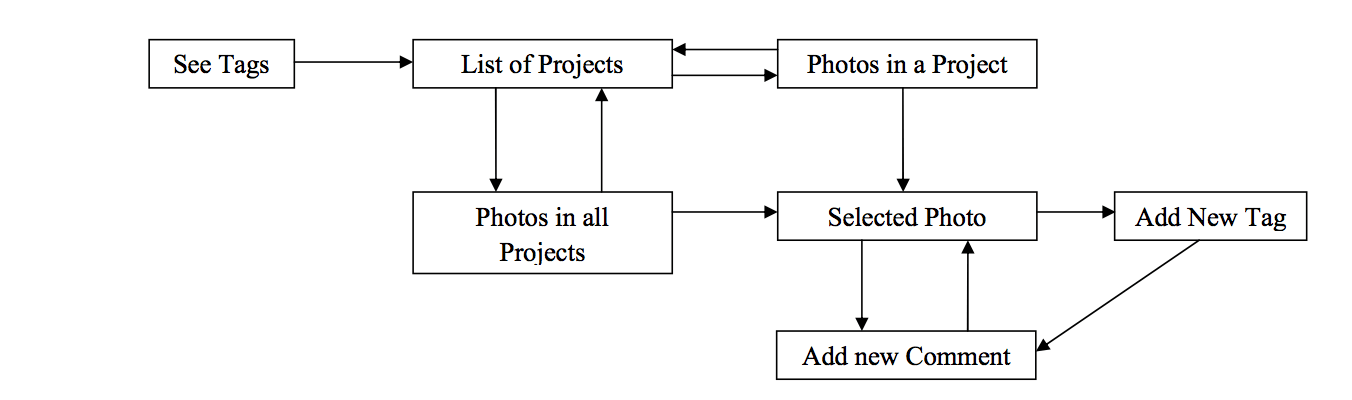 See Tags
List of Projects
Photos in a Project
Photos in all
Projects
Selected Photo
Add New Tag
Add new Comment